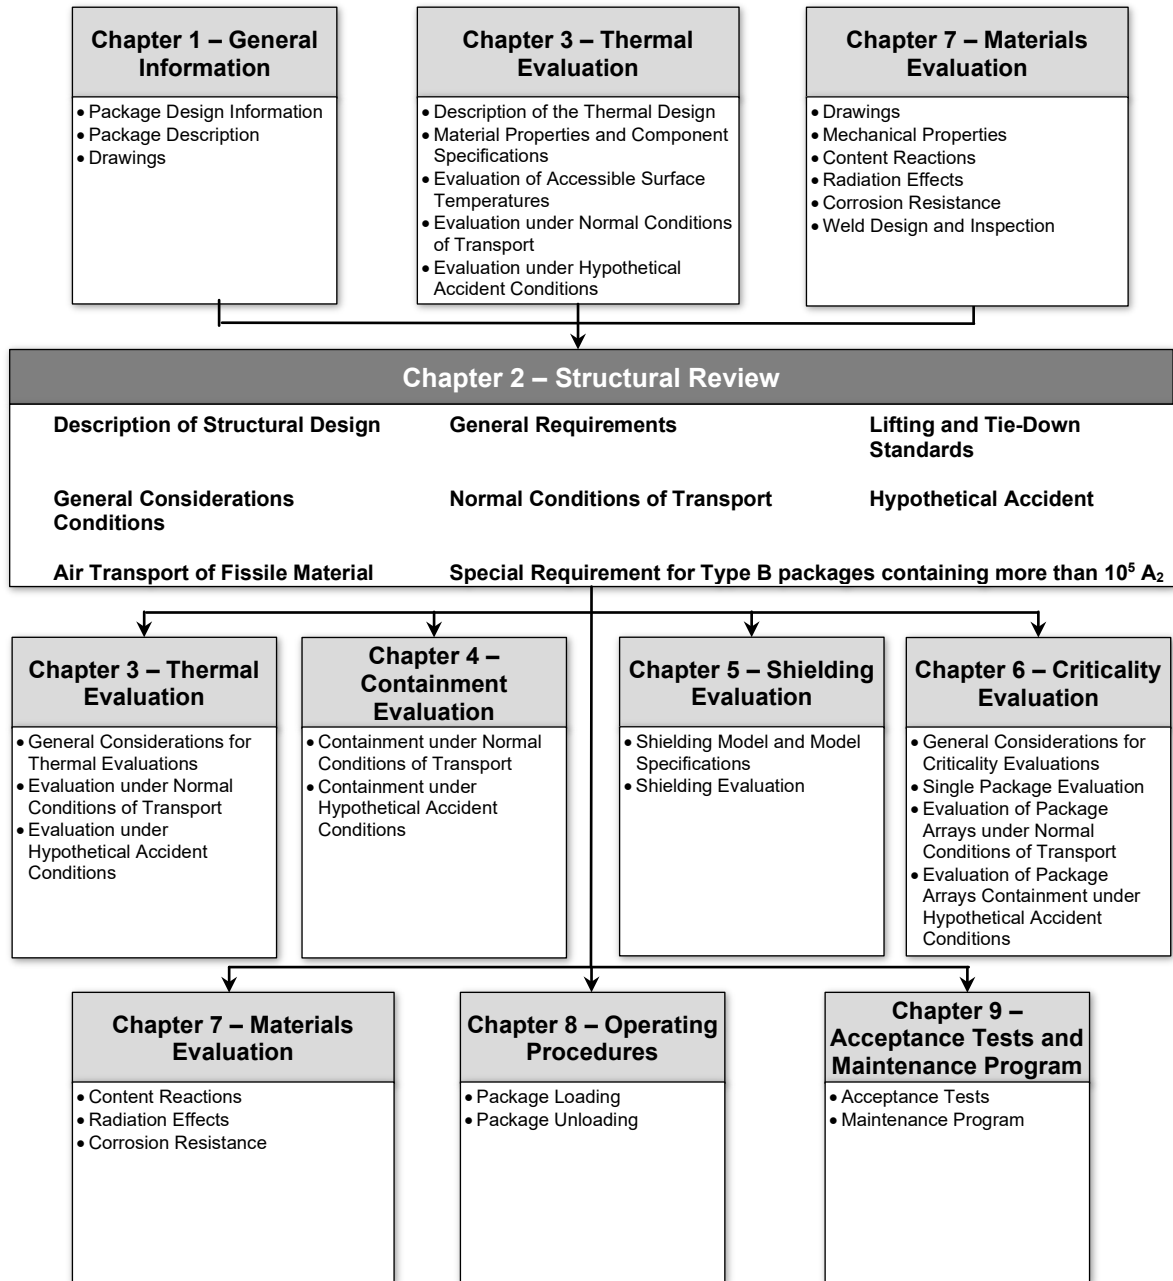 Chapter 1 – General
Information
• Package Design Information
• Package Description
• Drawings
Chapter 3 – Thermal
Evaluation
• Description of the Thermal Design
• Material Properties and Component
Specifications
• Evaluation of Accessible Surface
Temperatures
• Evaluation under Normal Conditions
of Transport
• Evaluation under Hypothetical
Accident Conditions
Chapter 7 – Materials
Evaluation
• Drawings
• Mechanical Properties
• Content Reactions
• Radiation Effects
• Corrosion Resistance
• Weld Design and Inspection
Chapter 2 – Structural Review
Description of Structural Design
General Requirements
Lifting and Tie-Down
Standards
General Considerations
Conditions
Normal Conditions of Transport
Hypothetical Accident
Air Transport of Fissile Material
Special Requirement for Type B packages containing more than 10⁵ A₂
Chapter 3 – Thermal
Evaluation
• General Considerations for
Thermal Evaluations
• Evaluation under Normal
Conditions of Transport
• Evaluation under
Hypothetical Accident
Conditions
Chapter 4 –
Containment
Evaluation
• Containment under Normal
Conditions of Transport
• Containment under
Hypothetical Accident
Conditions
Chapter 5 – Shielding
Evaluation
• Shielding Model and Model
Specifications
• Shielding Evaluation
Chapter 6 – Criticality
Evaluation
• General Considerations for
Criticality Evaluations
• Single Package Evaluation
• Evaluation of Package
Arrays under Normal
Conditions of Transport
• Evaluation of Package
Arrays Containment under
Hypothetical Accident
Conditions
Chapter 7 – Materials
Evaluation
• Content Reactions
• Radiation Effects
• Corrosion Resistance
Chapter 8 – Operating
Procedures
• Package Loading
• Package Unloading
Chapter 9 –
Acceptance Tests and
Maintenance Program
• Acceptance Tests
• Maintenance Program